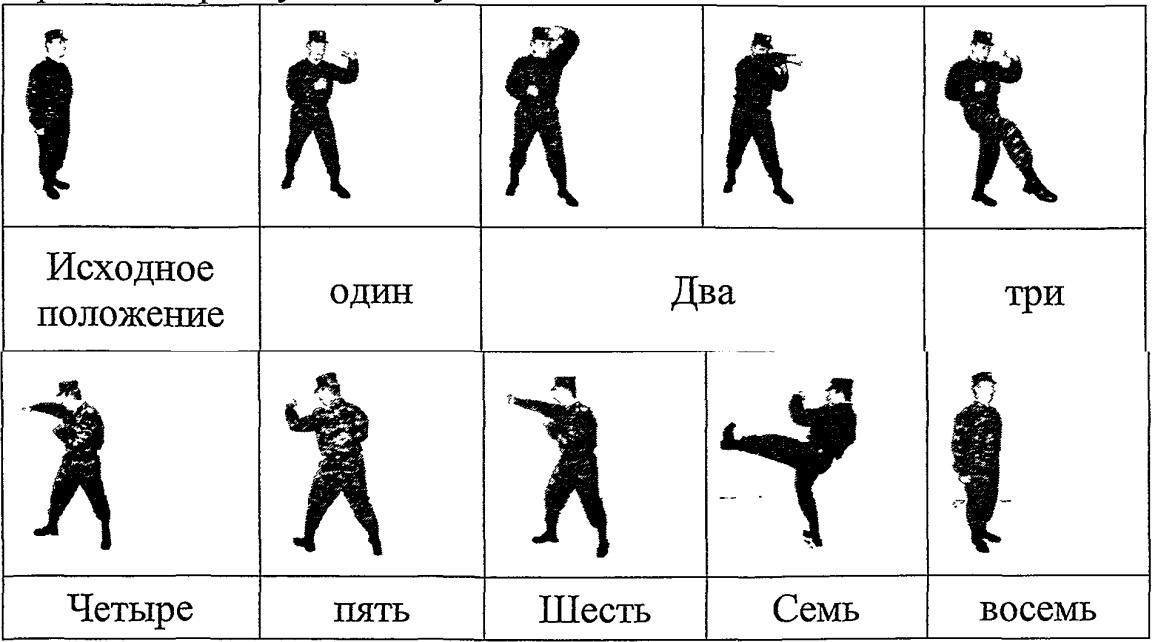 Исходное
положение
один
Два
три
Четыре
пять
Шесть
Семь
восемь